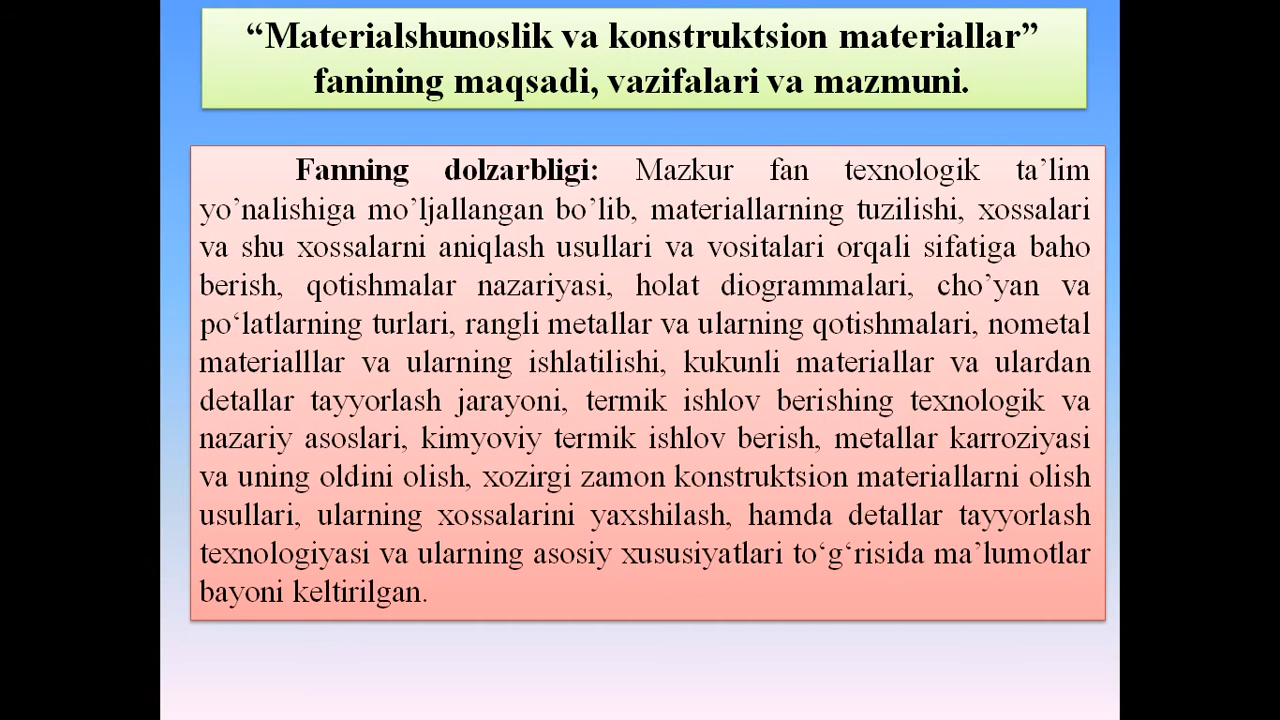 “Materialshunoslik va konstruktsion materiallar”
fanining maqsadi, vazifalari va mazmuni.
Fanning dolzarbligi: Mazkur fan texnologik ta’lim
yo’nalishiga mo’ljallangan bo’lib, materiallarning tuzilishi, xossalari
va shu xossalarni aniqlash usullari va vositalari orqali sifatiga baho
berish, qotishmalar nazariyasi, holat diogrammalari, cho’yan va
po‘latlarning turlari, rangli metallar va ularning qotishmalari, nometal
materialllar va ularning ishlatilishi, kukunli materiallar va ulardan
detallar tayyorlash jarayoni, termik ishlov berishing texnologik va
nazariy asoslari, kimyoviy termik ishlov berish, metallar karroziyasi
va uning oldini olish, xozirgi zamon konstruktsion materiallarni olish
usullari, ularning xossalarini yaxshilash, hamda detallar tayyorlash
texnologiyasi va ularning asosiy xususiyatlari to‘g‘risida ma’lumotlar
bayoni keltirilgan.